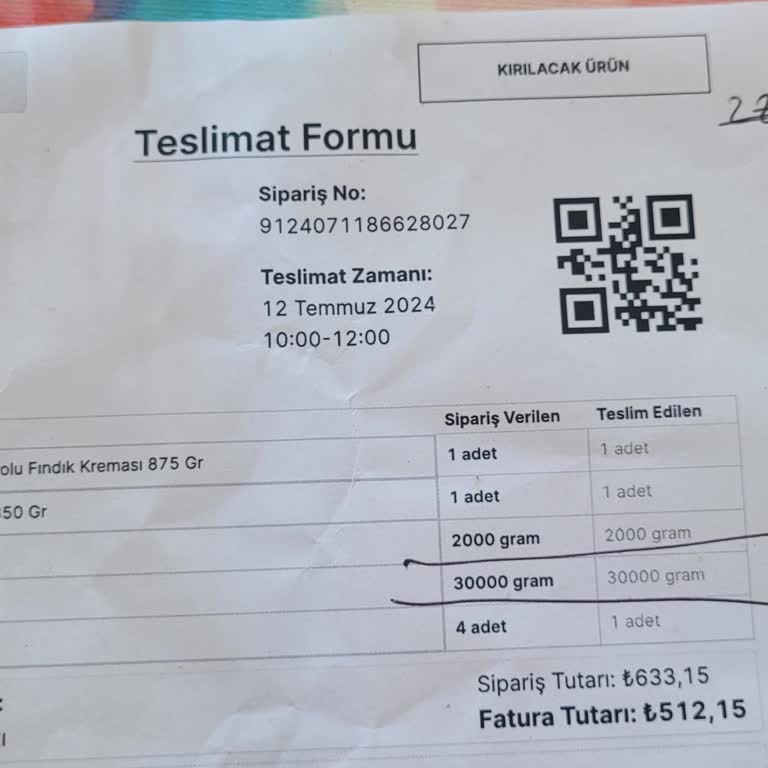 KIRILACAK ÜRÜN
Teslimat Formu
Sipariş No:
9124071186628027
Teslimat Zamanı:
12 Temmuz 2024
10:00-12:00
Sipariş Verilen Teslim Edilen
olu Fındık Kreması 875 Gr 1 adet 1 adet
50 Gr 1 adet 1 adet
2000 gram 2000 gram
30000 gram 30000 gram
4 adet 1 adet
Sipariş Tutarı: ₺633,15
Fatura Tutarı: ₺512,15